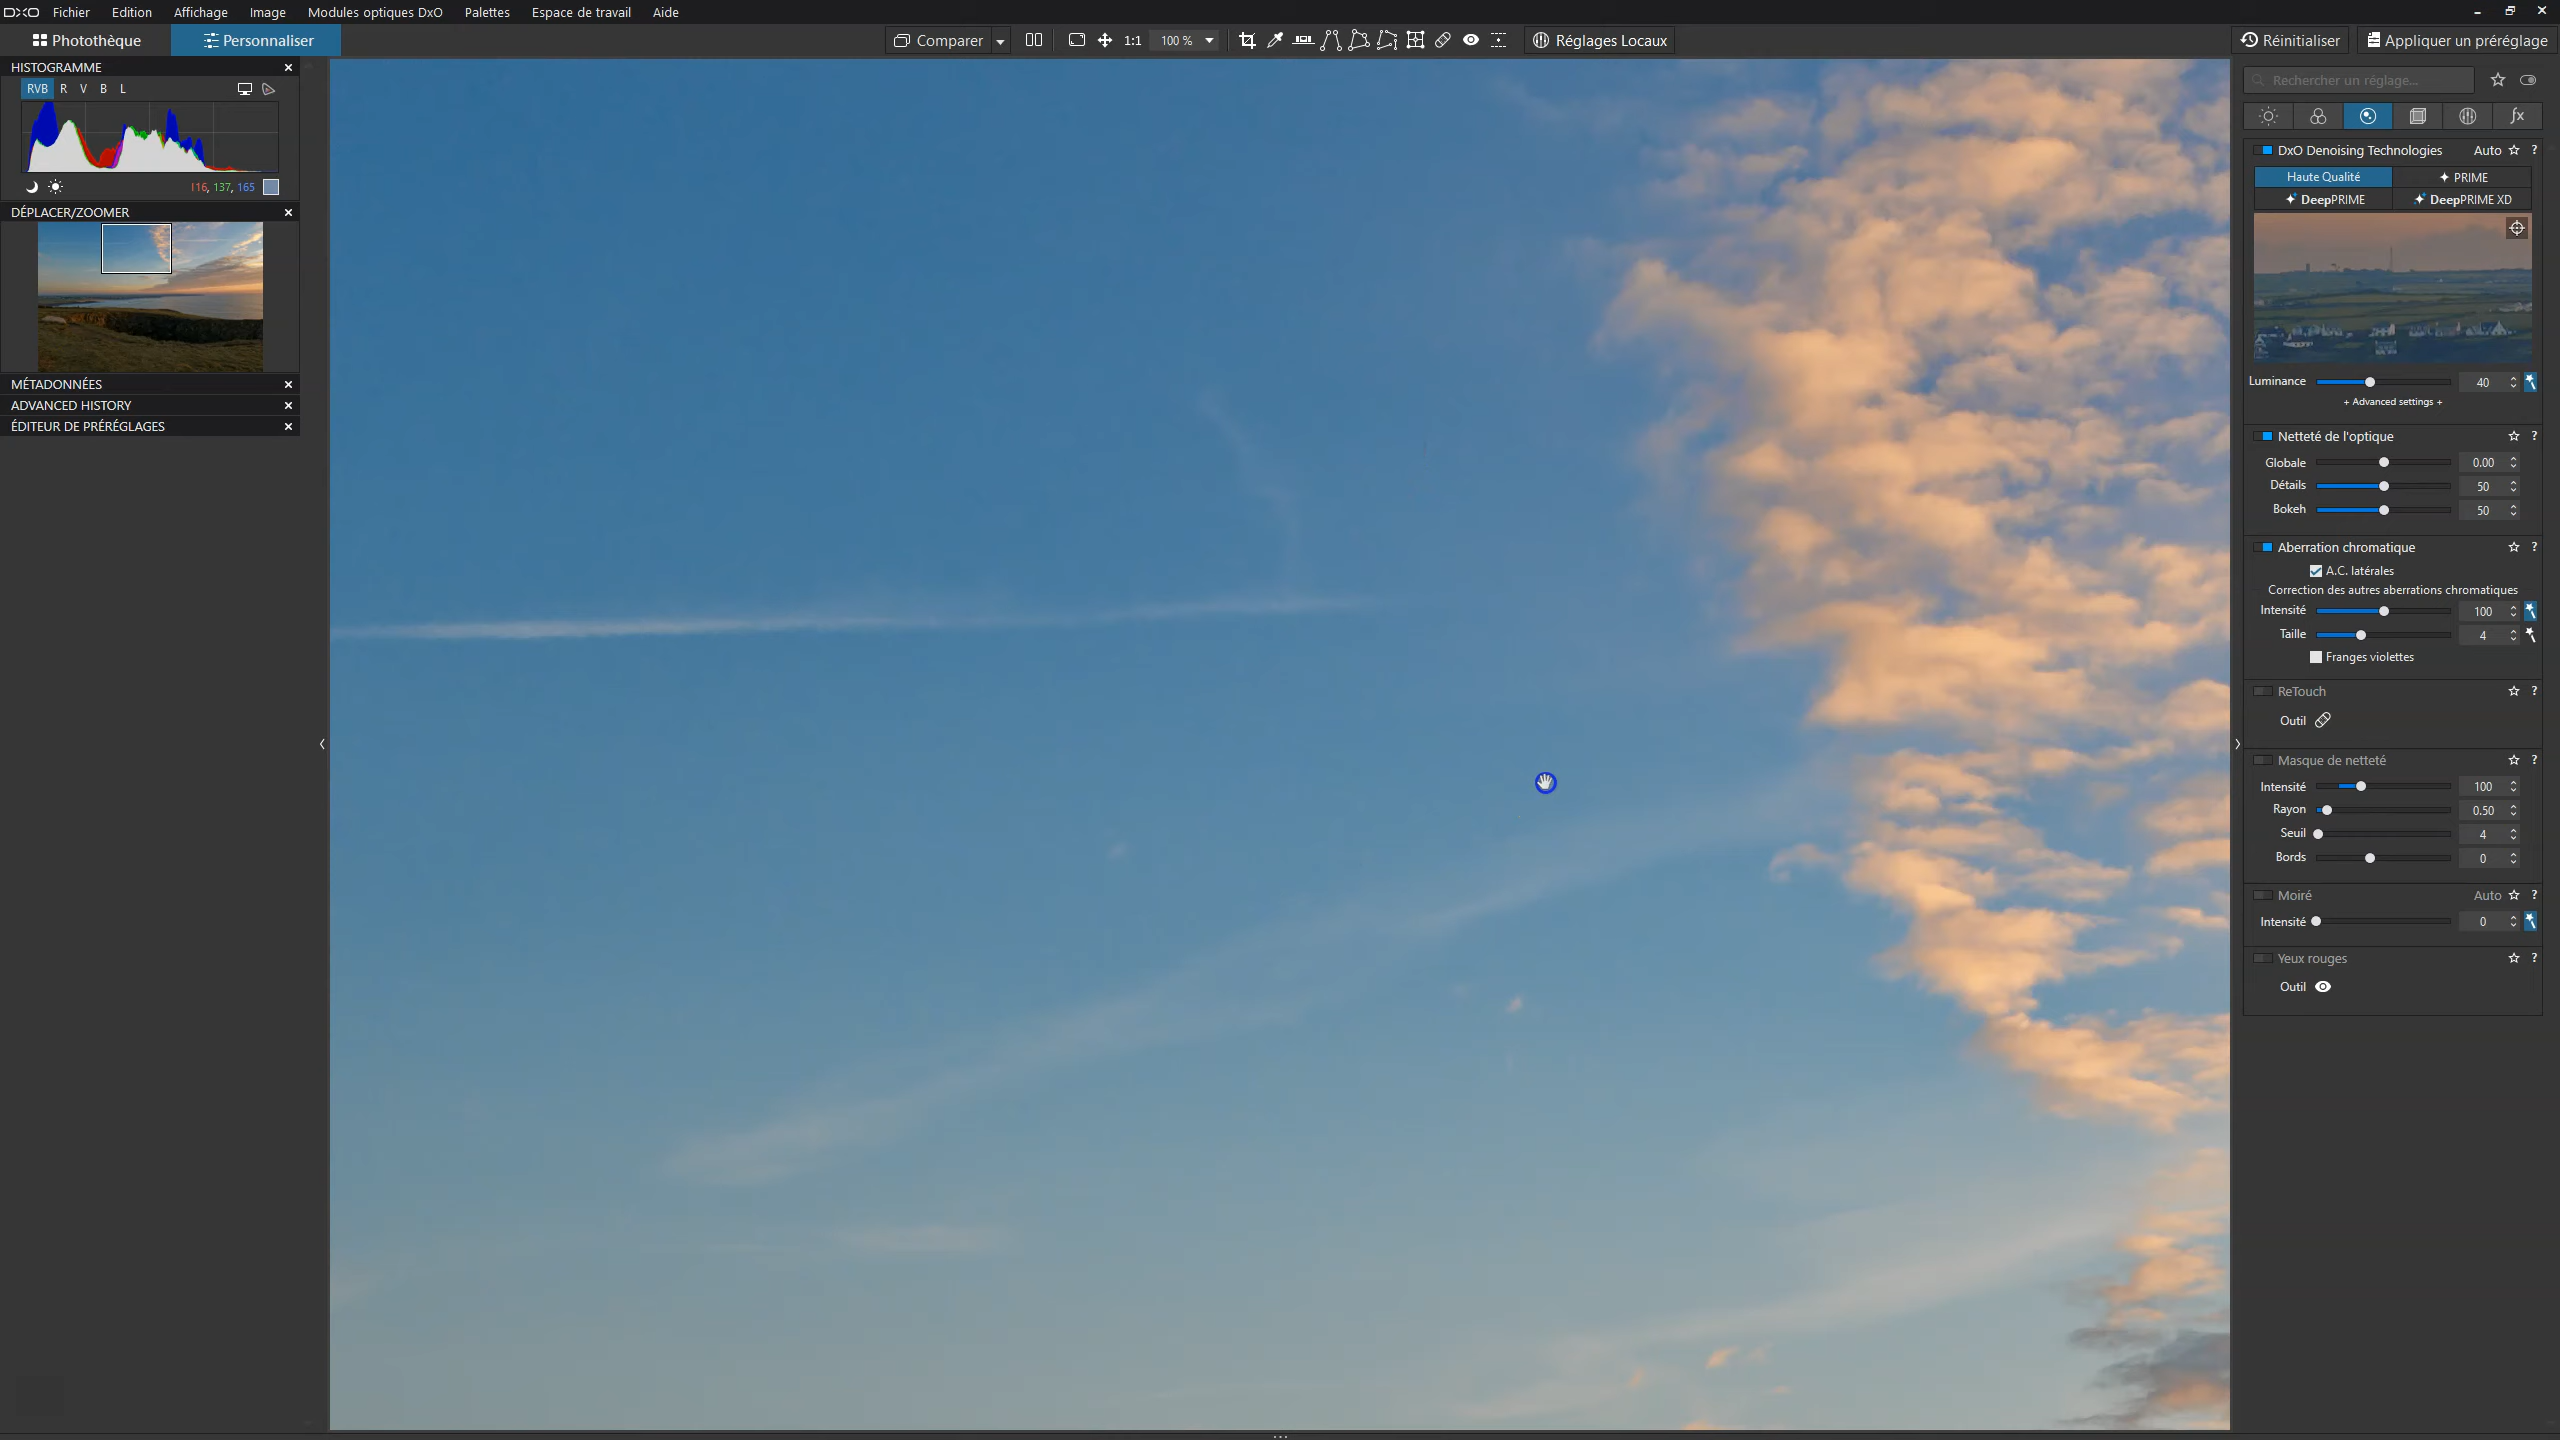 DXO Fichier Edition Affichage Image Modules optiques DxO Palettes Espace de travail Aide
Photothèque Personnaliser Comparer 1:1 100 % Réglages Locaux Réinitialiser Appliquer un préréglage
HISTOGRAMME
RVB R V B L
116, 137, 165
DÉPLACER/ZOOMER
MÉTADONNÉES
ADVANCED HISTORY
ÉDITEUR DE PRÉRÉGLAGES
Rechercher un réglage...
fx
DxO Denoising Technologies Auto ?
Haute Qualité PRIME
DeepPRIME DeepPRIME XD
Luminance 40
+ Advanced settings +
Netteté de l'optique ?
Globale 0.00
Détails 50
Bokeh 50
Aberration chromatique ?
A.C. latérales
Correction des autres aberrations chromatiques
Intensité 100
Taille 4
Franges violettes
ReTouch ?
Outil
Masque de netteté ?
Intensité 100
Rayon 0.50
Seuil 4
Bords 0
Moiré Auto ?
Intensité 0
Yeux rouges ?
Outil